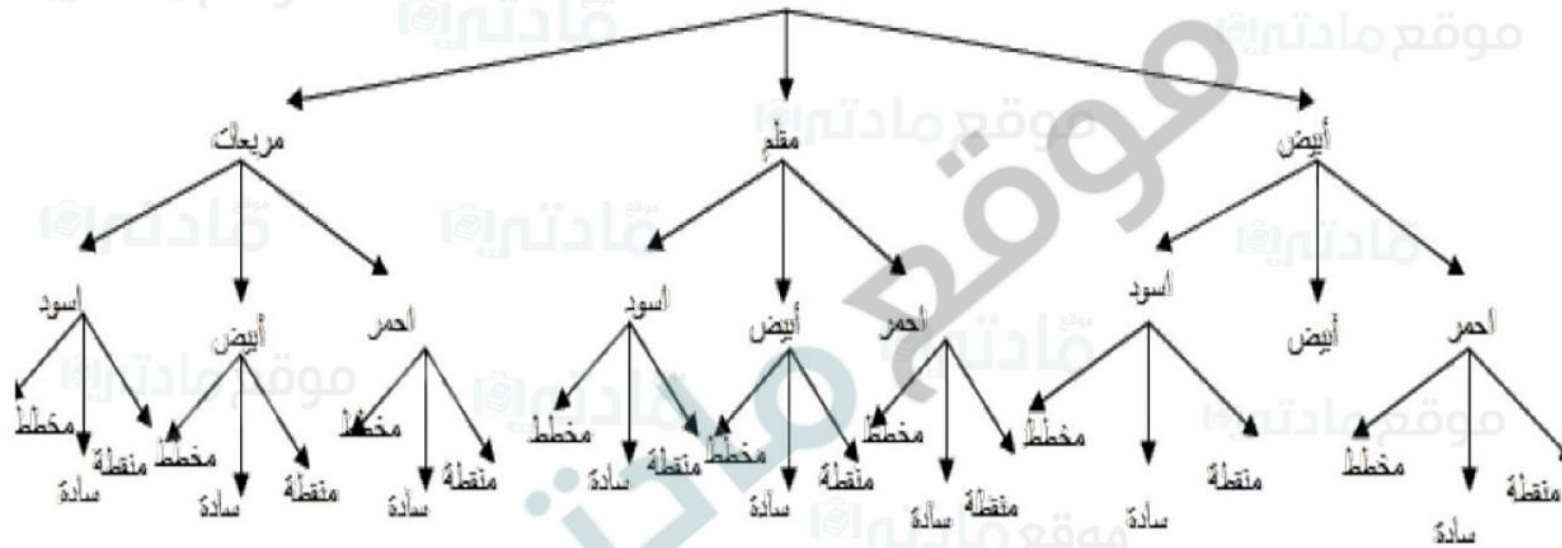 أبيض مقلم مربعات
احمر أبيض اسود احمر أبيض اسود احمر أبيض اسود
منقطة سادة مخطط منقطة سادة مخطط منقطة سادة مخطط منقطة سادة مخطط منقطة سادة مخطط منقطة سادة مخطط منقطة سادة مخطط منقطة سادة مخطط
موقع مادتي